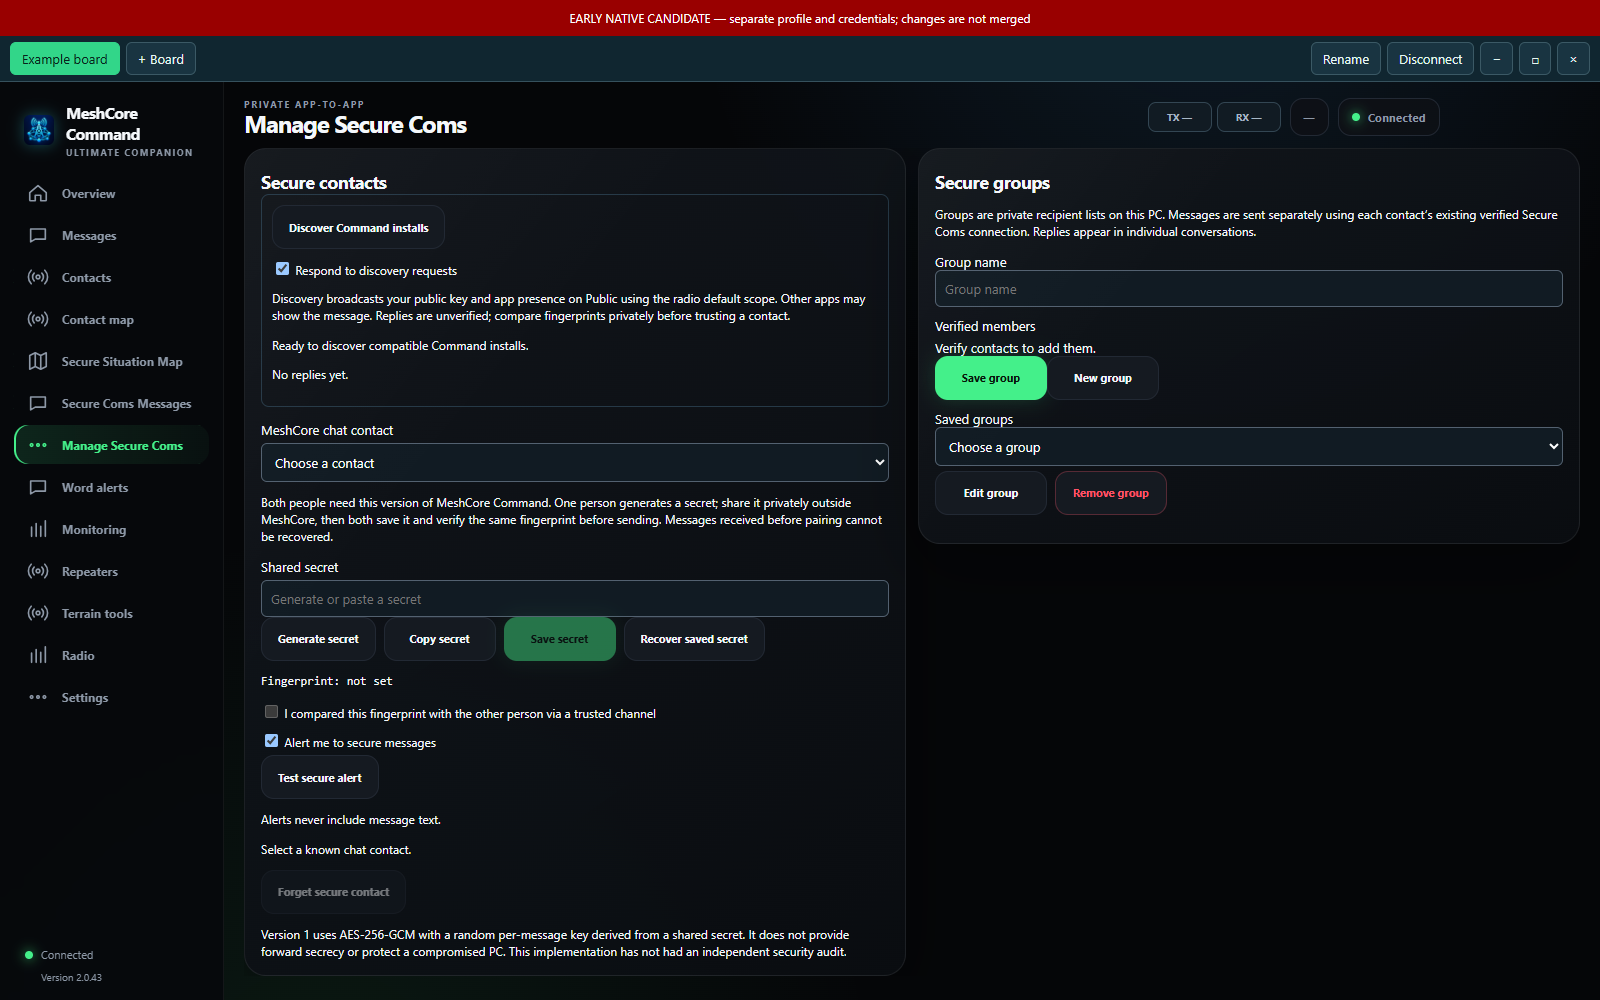 EARLY NATIVE CANDIDATE — separate profile and credentials; changes are not merged
Example board
+ Board
Rename
Disconnect
MeshCore
Command
ULTIMATE COMPANION
Overview
Messages
Contacts
Contact map
Secure Situation Map
Secure Coms Messages
Manage Secure Coms
Word alerts
Monitoring
Repeaters
Terrain tools
Radio
Settings
Connected
Version 2.0.43
PRIVATE APP-TO-APP
Manage Secure Coms
TX —
RX —
—
Connected
Secure contacts
Discover Command installs
Respond to discovery requests
Discovery broadcasts your public key and app presence on Public using the radio default scope. Other apps may
show the message. Replies are unverified; compare fingerprints privately before trusting a contact.
Ready to discover compatible Command installs.
No replies yet.
MeshCore chat contact
Choose a contact
Both people need this version of MeshCore Command. One person generates a secret; share it privately outside
MeshCore, then both save it and verify the same fingerprint before sending. Messages received before pairing cannot
be recovered.
Shared secret
Generate or paste a secret
Generate secret
Copy secret
Save secret
Recover saved secret
Fingerprint: not set
I compared this fingerprint with the other person via a trusted channel
Alert me to secure messages
Test secure alert
Alerts never include message text.
Select a known chat contact.
Forget secure contact
Version 1 uses AES-256-GCM with a random per-message key derived from a shared secret. It does not provide
forward secrecy or protect a compromised PC. This implementation has not had an independent security audit.
Secure groups
Groups are private recipient lists on this PC. Messages are sent separately using each contact's existing verified Secure
Coms connection. Replies appear in individual conversations.
Group name
Group name
Verified members
Verify contacts to add them.
Save group
New group
Saved groups
Choose a group
Edit group
Remove group